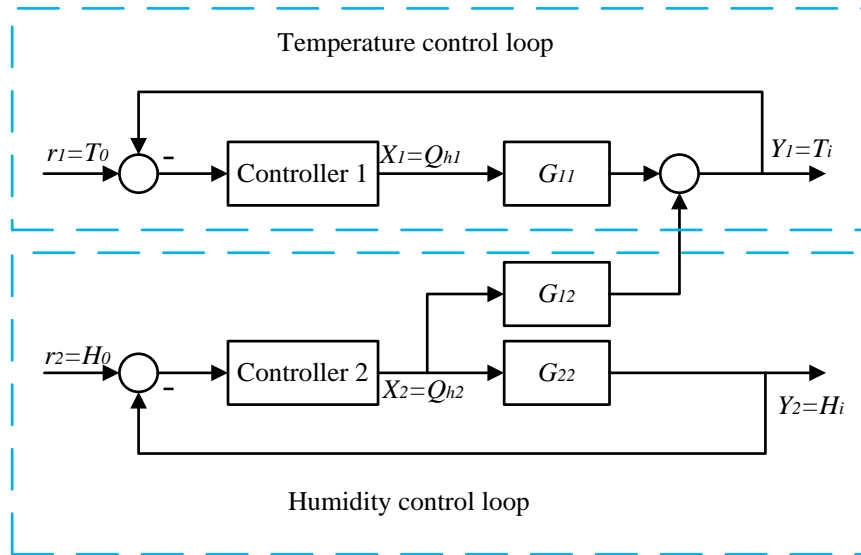 Temperature control loop
r1=T0
-
Controller 1
X1=Qh1
G11
Y1=Ti
G12
r2=H0
-
Controller 2
X2=Qh2
G22
Y2=Hi
Humidity control loop